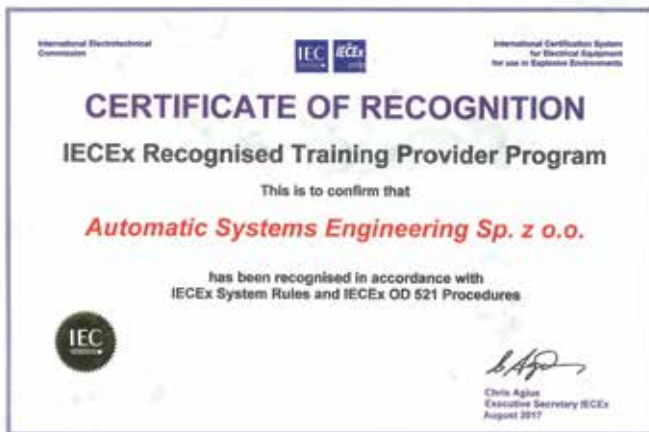 International Electrotechnical
Commission
IEC
IECEx
International Certification System
for Electrical Equipment
for use in Explosive Environments
CERTIFICATE OF RECOGNITION
IECEx Recognised Training Provider Program
This is to confirm that
Automatic Systems Engineering Sp. z o.o.
has been recognised in accordance with
IECEx System Rules and IECEx OD 521 Procedures
IEC
Chris Agius
Executive Secretary IECEx
August 2017